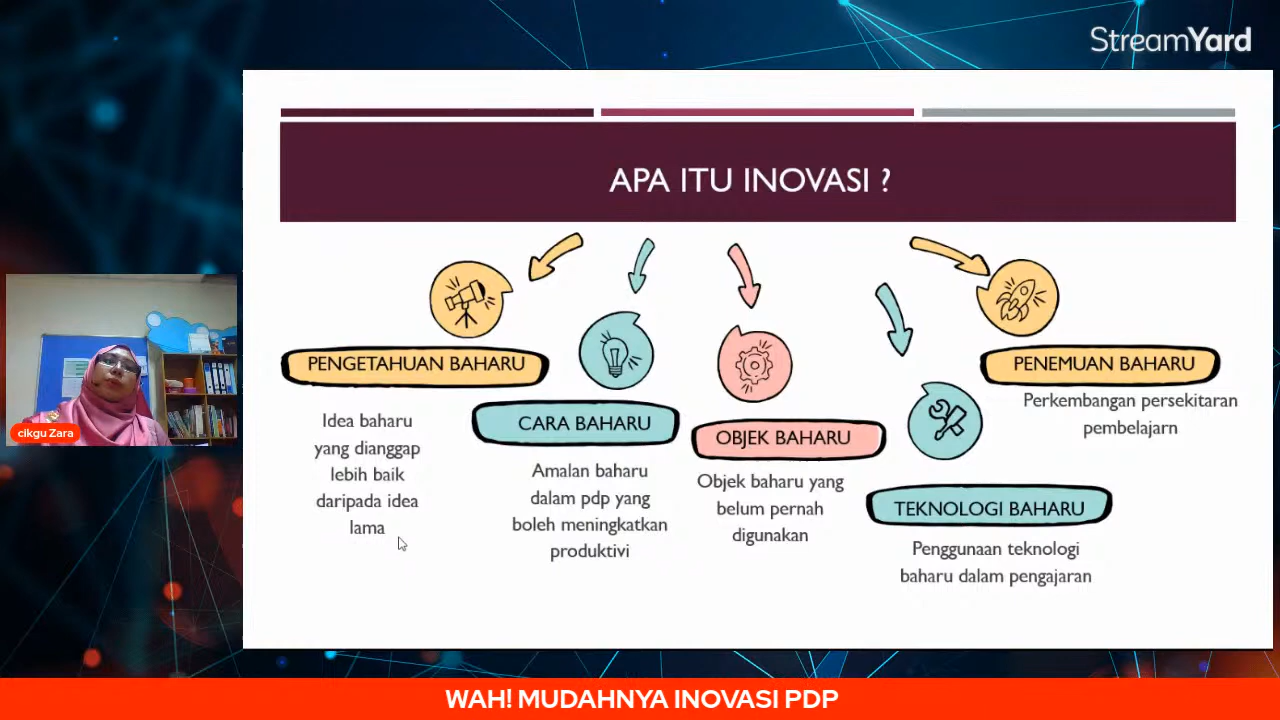 StreamYard
APA ITU INOVASI ?
PENGETAHUAN BAHARU
Idea baharu
yang dianggap
lebih baik
daripada idea
lama
CARA BAHARU
Amalan baharu
dalam pdp yang
boleh meningkatkan
produktivi
OBJEK BAHARU
Objek baharu yang
belum pernah
digunakan
TEKNOLOGI BAHARU
Penggunaan teknologi
baharu dalam pengajaran
PENEMUAN BAHARU
Perkembangan persekitaran
pembelajarn
cikgu Zara
WAH! MUDAHNYA INOVASI PDP